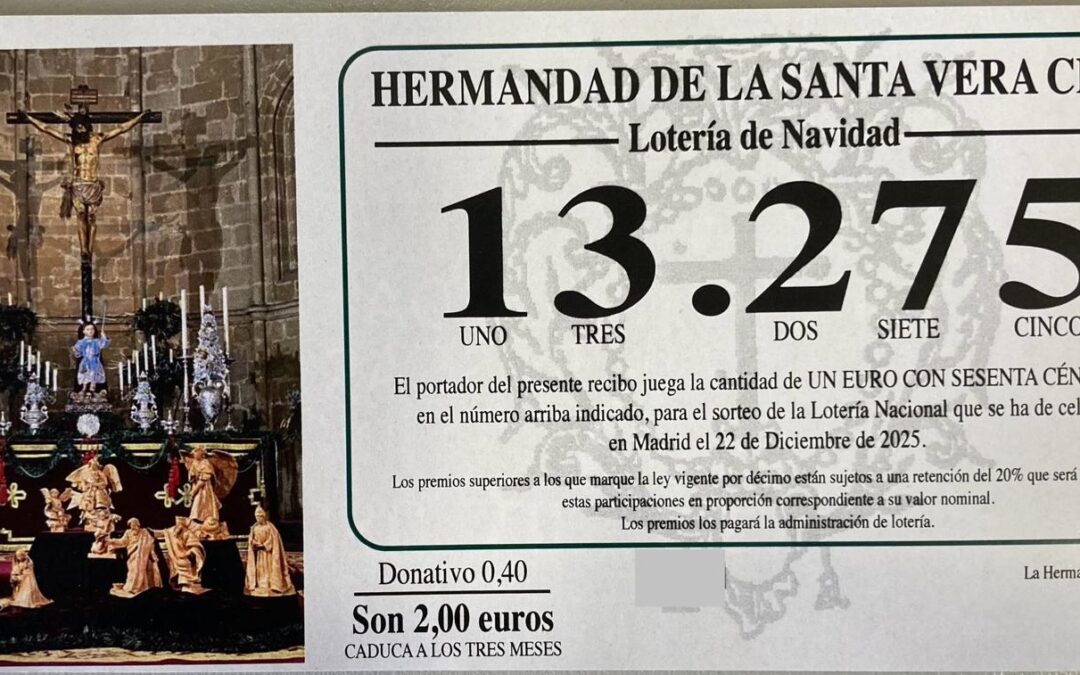 HERMANDAD DE LA SANTA VERA
Lotería de Navidad
13.275
UNO TRES DOS SIETE CINCO
El portador del presente recibo juega la cantidad de UN EURO CON SESENTA
en el número arriba indicado, para el sorteo de la Lotería Nacional que se ha de
en Madrid el 22 de Diciembre de 2025.
Los premios superiores a los que marque la ley vigente por décimo están sujetos a una retención del 20% que será
estas participaciones en proporción correspondiente a su valor nominal.
Los premios los pagará la administración de lotería.
Donativo 0,40
La
Son 2,00 euros
CADUCA A LOS TRES MESES